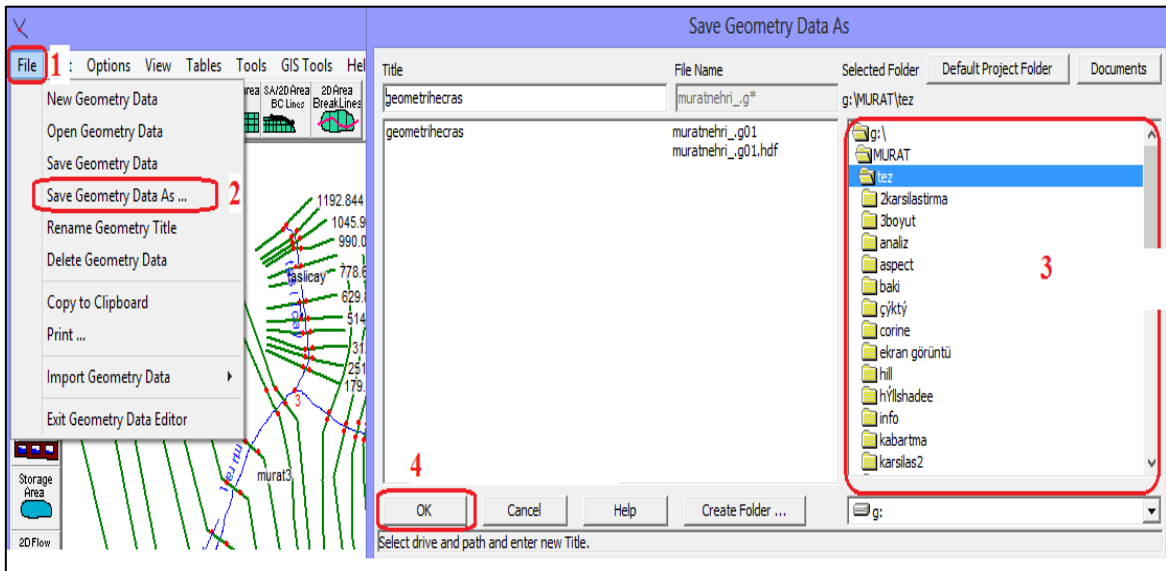 Save Geometry Data As
File 1 Options View Tables Tools GIS Tools Hel
New Geometry Data
Open Geometry Data
Save Geometry Data
Save Geometry Data As ... 2
Rename Geometry Title
Delete Geometry Data
Copy to Clipboard
Print ...
Import Geometry Data
Exit Geometry Data Editor
SA/2D Area
BC Lines
2D Area
BreakLines
1192.844
1045.9
990.0
778.6
taslicay
629.8
514
31
251
179.
3
murat3
Storage
Area
2D Flow
Title
geometrihecras
geometrihecras
File Name
muratnehri_.g*
muratnehri_.g01
muratnehri_.g01.hdf
Selected Folder
Default Project Folder
Documents
g:\MURAT\tez
g:\
MURAT
tez
2karsilastirma
3boyut
analiz
aspect
baki
çýktý
corine
ekran görüntü
hill
hÝllshadee
info
kabartma
karsilas2
3
g:
4
OK
Cancel
Help
Create Folder ...
Select drive and path and enter new Title.